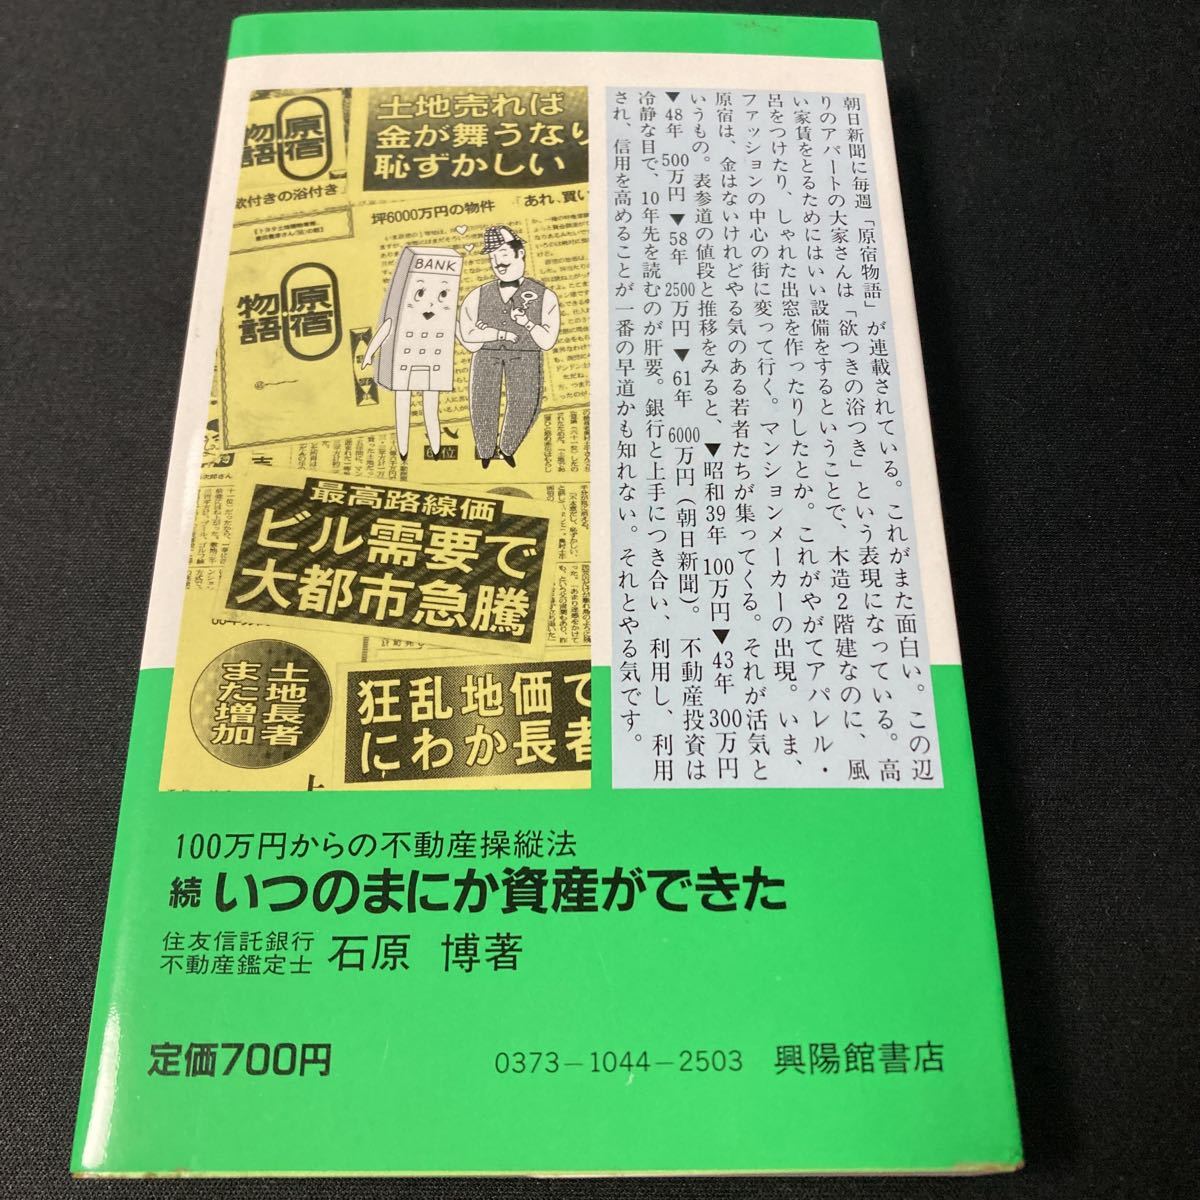 朝日新聞に毎週「原宿物語」が連載されている。これがまた面白い。この辺
りのアパートの大家さんは「欲つきの浴つき」という表現になっている。高
い家賃をとるためにはいい設備をするということで、木造2階建なのに、風
呂をつけたり、しゃれた出窓を作ったりしたとか。これがやがてアパレル・
ファッションの中心の街に変って行く。マンションメーカーの出現。いま、
原宿は、金はないけれどやる気のある若者たちが集ってくる。それが活気と
いうもの。表参道の値段と推移をみると、▼昭和39年 100万円▼43年 300万円
▼48年 500万円▼58年 2500万円▼61年 6000万円(朝日新聞)。不動産投資は
冷静な目で、10年先を読むのが肝要。銀行と上手につき合い、利用し、利用
され、信用を高めることが一番の早道かも知れない。それとやる気です。
原宿
物語
土地売れば
金が舞うなり
恥ずかしい
欲付きの浴付き
坪6000万円の物件
「あれ、買い
BANK
原宿
物語
最高路線価
ビル需要で
大都市急騰
土地長者
また増加
狂乱地価で
にわか長者
100万円からの不動産操縦法
続 いつのまにか資産ができた
住友信託銀行
不動産鑑定士 石原 博著
定価700円
0373-1044-2503 興陽館書店